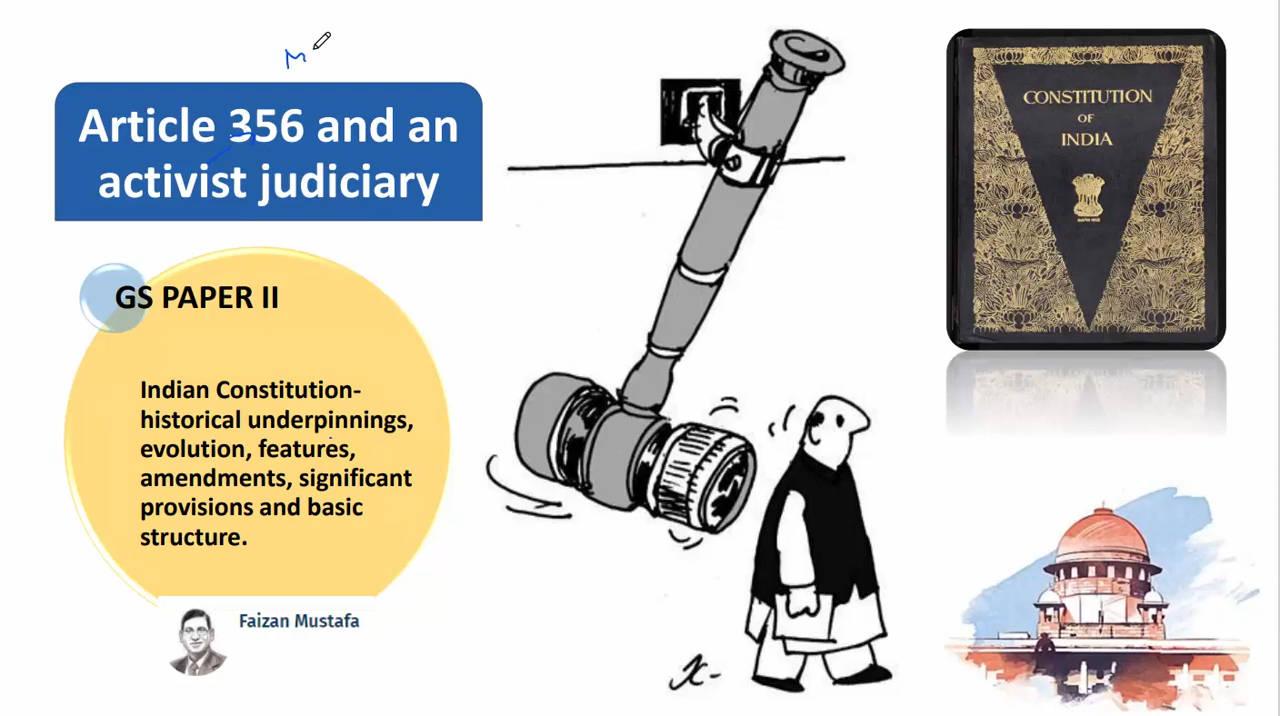 Article 356 and an
activist judiciary
GS PAPER II
Indian Constitution-
historical underpinnings,
evolution, features,
amendments, significant
provisions and basic
structure.
Faizan Mustafa
CONSTITUTION
OF
INDIA